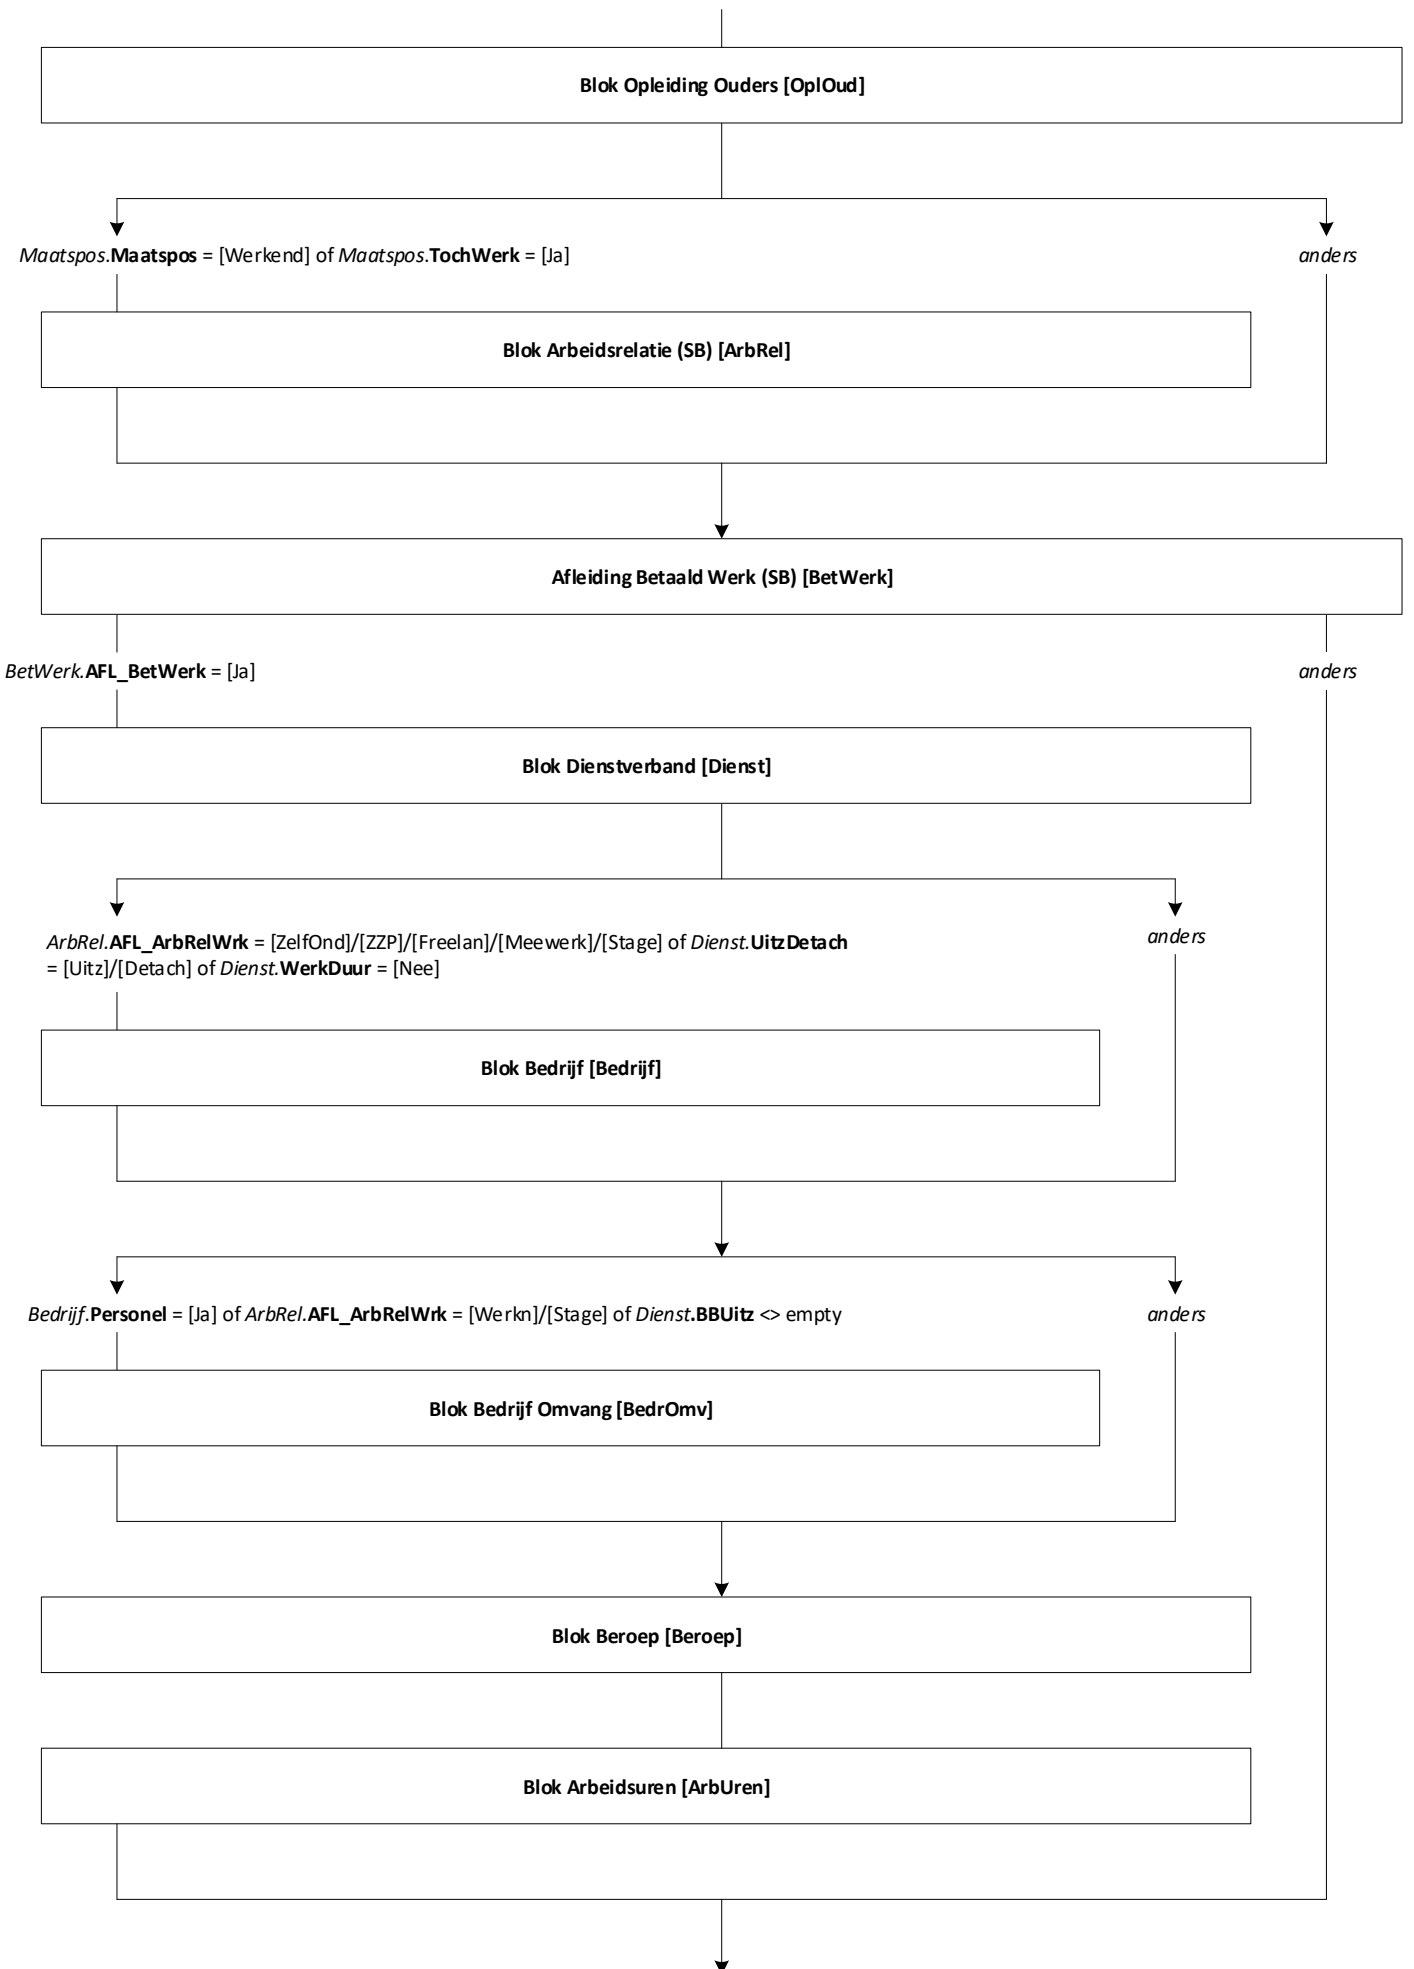 Blok Opleiding Ouders [OplOud]
Maatspos.Maatspos = [Werkend] of Maatspos.TochWerk = [Ja]
anders
Blok Arbeidsrelatie (SB) [ArbRel]
Afleiding Betaald Werk (SB) [BetWerk]
BetWerk.AFL_BetWerk = [Ja]
anders
Blok Dienstverband [Dienst]
ArbRel.AFL_ArbRelWrk = [ZelfOnd]/[ZZP]/[Freelan]/[Meewerk]/[Stage] of Dienst.UitzDetach
= [Uitz]/[Detach] of Dienst.WerkDuur = [Nee]
anders
Blok Bedrijf [Bedrijf]
Bedrijf.Personel = [Ja] of ArbRel.AFL_ArbRelWrk = [Werkn]/[Stage] of Dienst.BBUitz <> empty
anders
Blok Bedrijf Omvang [BedrOmv]
Blok Beroep [Beroep]
Blok Arbeidsuren [ArbUren]